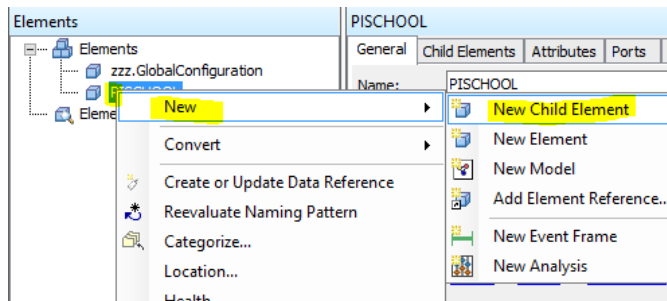 Elements
PISCHOOL
Elements
General Child Elements Attributes Ports
zzz.GlobalConfiguration
Name: PISCHOOL
PISCHOOL
Eleme
New
New Child Element
Convert
New Element
New Model
Create or Update Data Reference
Add Element Reference...
Reevaluate Naming Pattern
Categorize...
New Event Frame
Location...
New Analysis
Health